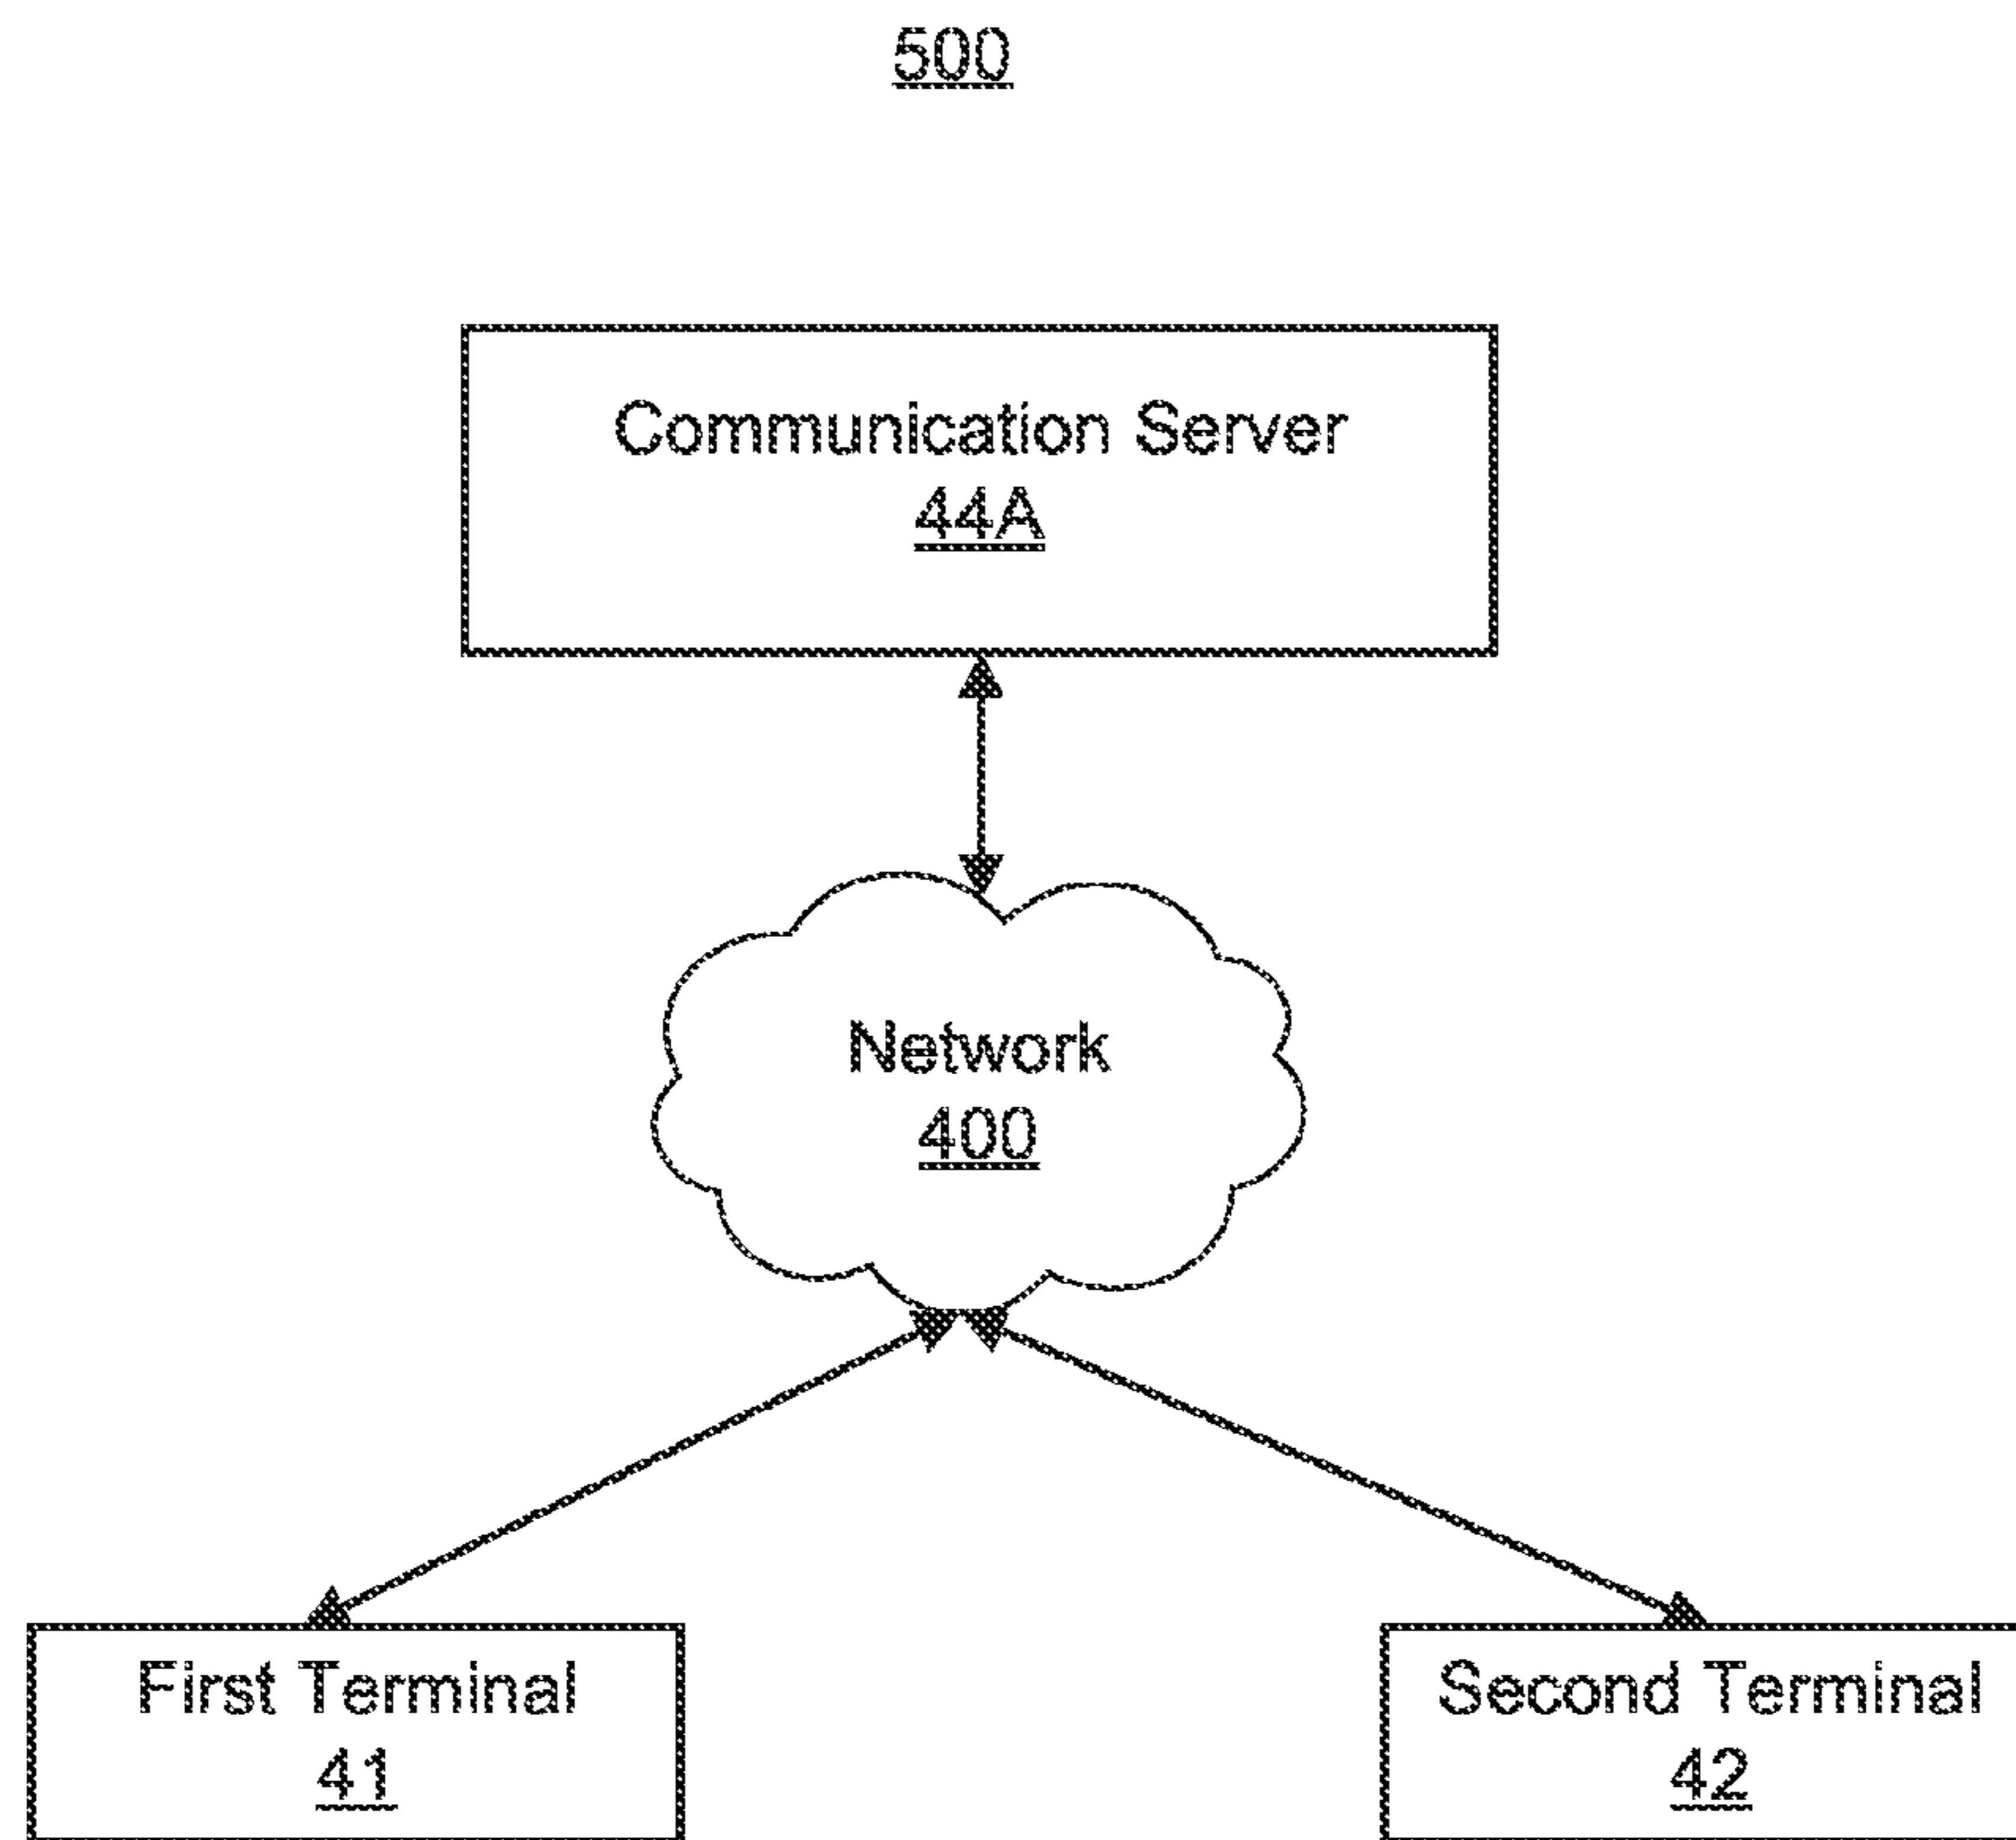 500
Communication Server
44A
Network
400
First Terminal
41
Second Terminal
42